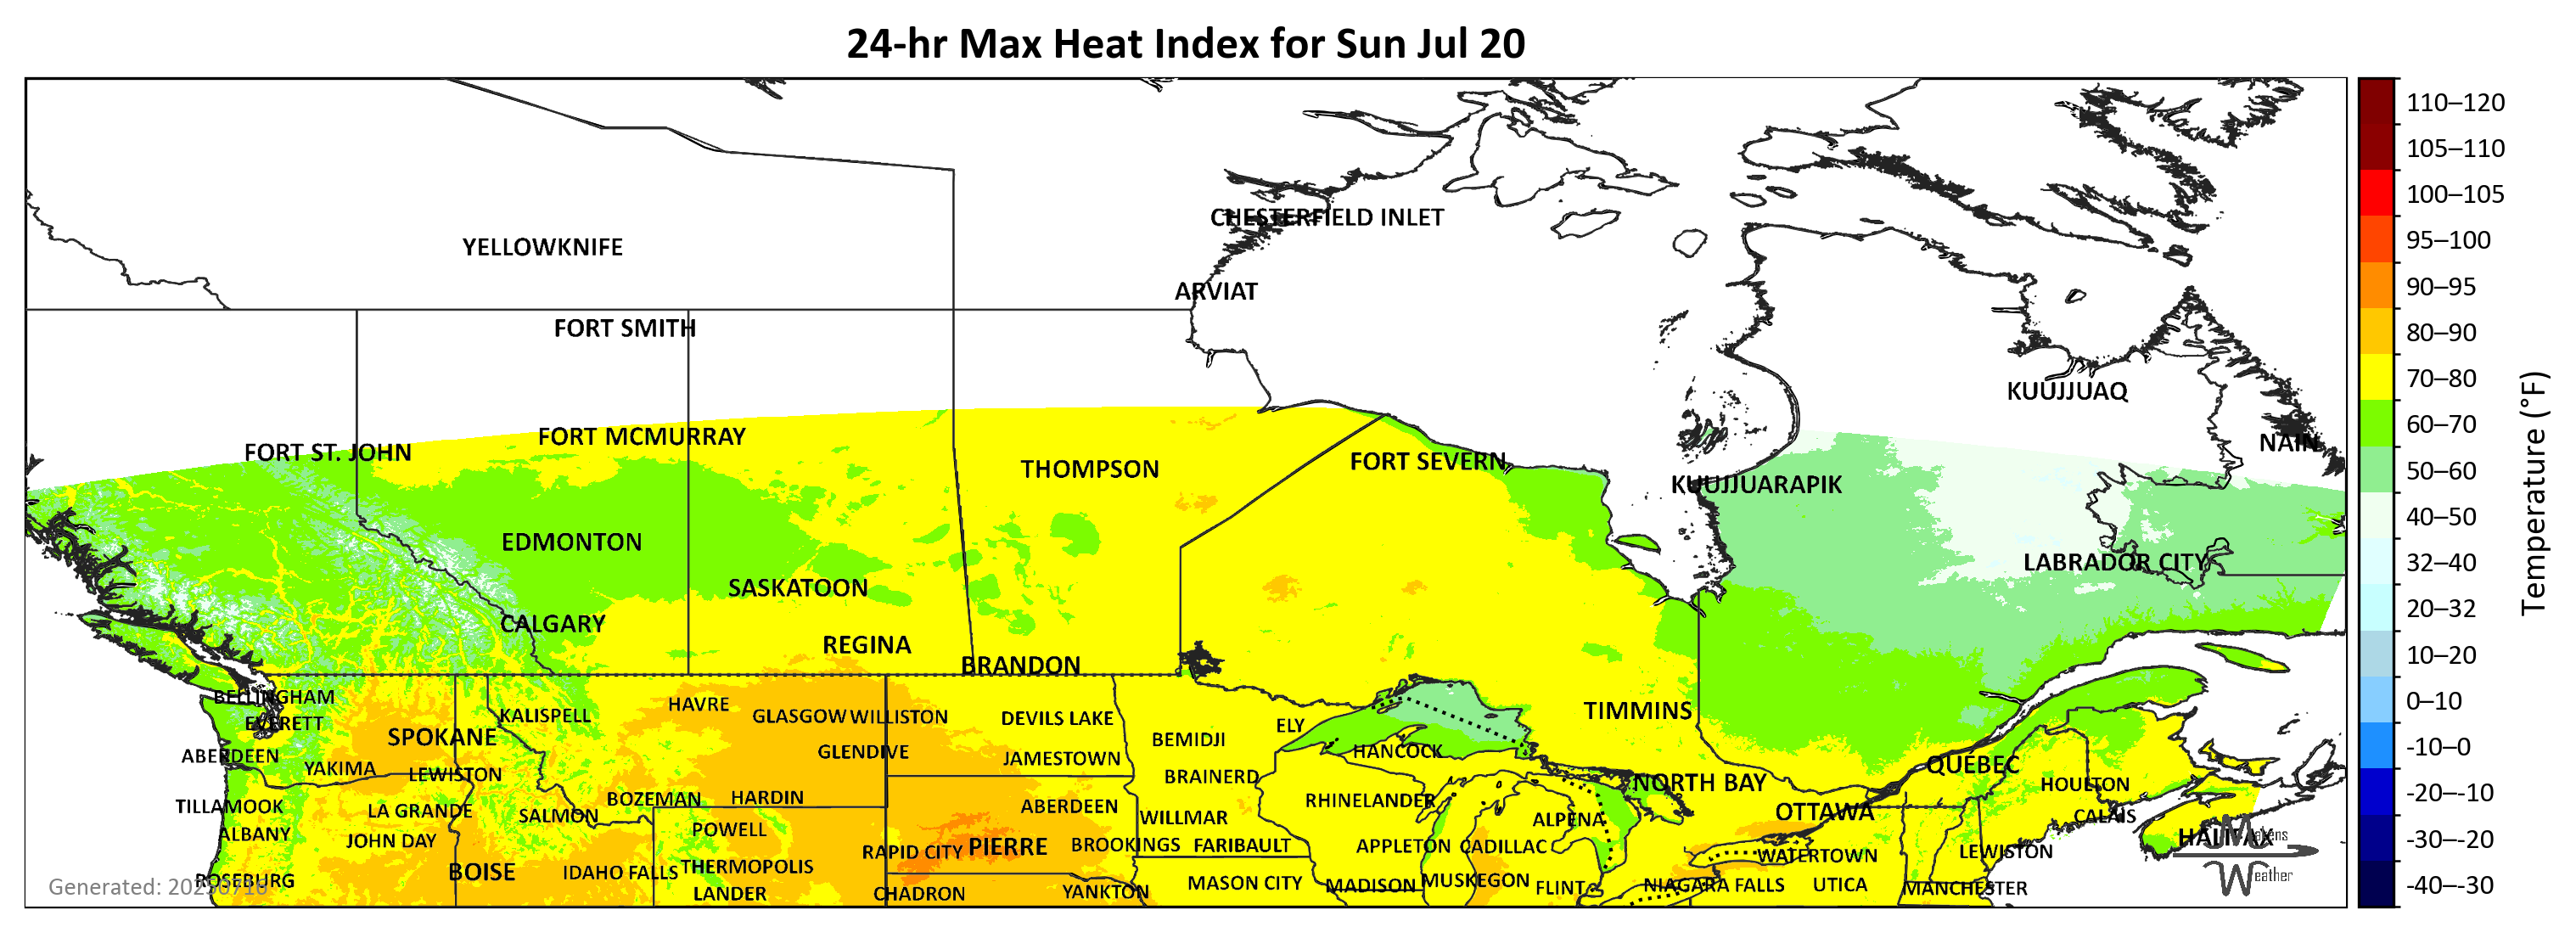 24-hr Max Heat Index for Sun Jul 20
110–120
105–110
100–105
95–100
90–95
80–90
70–80
60–70
50–60
40–50
32–40
20–32
10–20
0–10
-10–0
-20–-10
-30–-20
-40–-30
Temperature (°F)
CHESTERFIELD INLET
YELLOWKNIFE
ARVIAT
FORT SMITH
KUUJJUAQ
FORT MCMURRAY
NAIN
FORT ST. JOHN
FORT SEVERN
THOMPSON
KUUJJUARAPIK
EDMONTON
LABRADOR CITY
SASKATOON
CALGARY
REGINA
BRANDON
BELLINGHAM
HAVRE
TIMMINS
KALISPELL
GLASGOW
WILLISTON
DEVILS LAKE
EVERETT
ELY
SPOKANE
BEMIDJI
GLENDIVE
HANCOCK
ABERDEEN
JAMESTOWN
QUÉBEC
YAKIMA
LEWISTON
BRAINERD
NORTH BAY
HOULTON
BOZEMAN
HARDIN
RHINELANDER
TILLAMOOK
ABERDEEN
LA GRANDE
OTTAWA
SALMON
CALAIS
WILLMAR
ALPENA
POWELL
ALBANY
HALIFAX
Makens
JOHN DAY
BROOKINGS
FARIBAULT
APPLETON
CADILLAC
PIERRE
RAPID CITY
LEWISTON
WATERTOWN
THERMOPOLIS
BOISE
IDAHO FALLS
Weather
ROSEBURG
MUSKEGON
MASON CITY
MADISON
NIAGARA FALLS
UTICA
FLINT
MANCHESTER
Generated: 20250716
LANDER
CHADRON
YANKTON